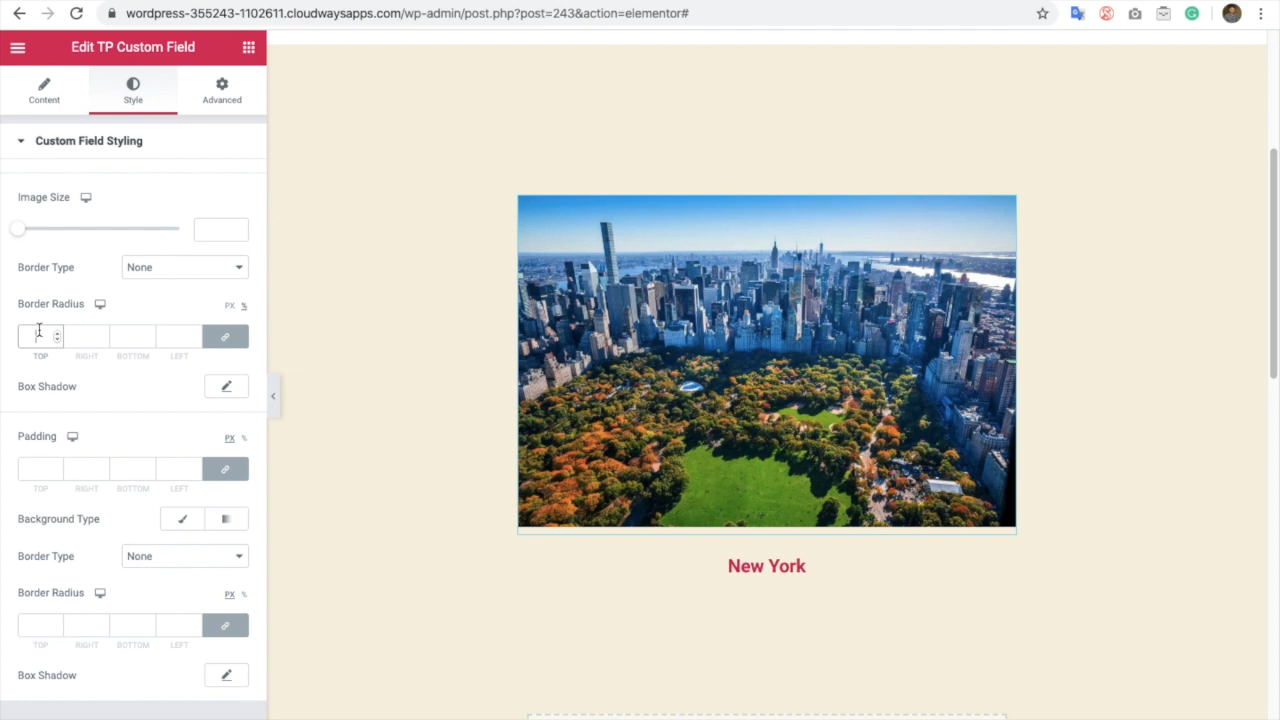 wordpress-355243-1102611.cloudwaysapps.com/wp-admin/post.php?post=243&action=elementor#
Edit TP Custom Field
Content
Style
Advanced
Custom Field Styling
Image Size
Border Type
None
Border Radius
PX %
TOP RIGHT BOTTOM LEFT
Box Shadow
Padding
PX %
TOP RIGHT BOTTOM LEFT
Background Type
Border Type
None
Border Radius
PX %
TOP RIGHT BOTTOM LEFT
Box Shadow
New York